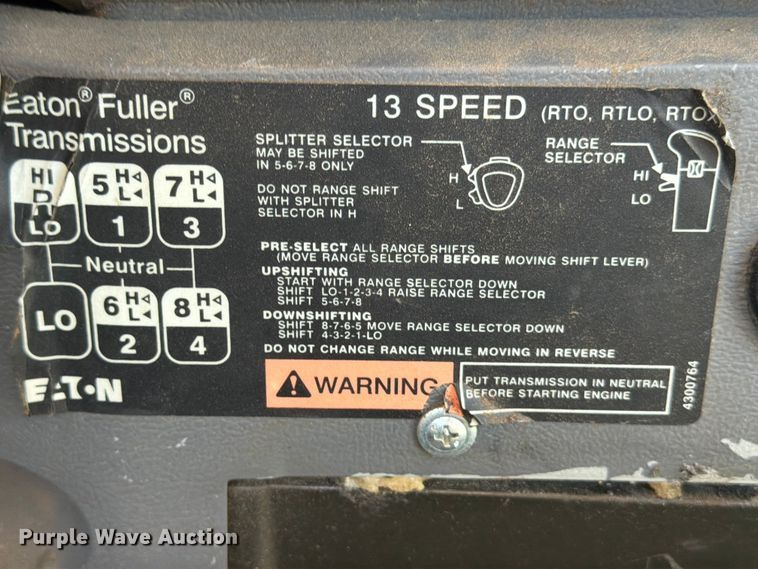 Eaton® Fuller®
Transmissions
13 SPEED (RTO, RTLO, RTOX
SPLITTER SELECTOR
MAY BE SHIFTED
IN 5-6-7-8 ONLY
DO NOT RANGE SHIFT
WITH SPLITTER
SELECTOR IN H
H
L
RANGE
SELECTOR
HI
LO
HI
R
LO
5 H
L
1
7 H
L
3
Neutral
LO
6 H
L
2
8 H
L
4
PRE-SELECT ALL RANGE SHIFTS
(MOVE RANGE SELECTOR BEFORE MOVING SHIFT LEVER)
UPSHIFTING
START WITH RANGE SELECTOR DOWN
SHIFT LO-1-2-3-4 RAISE RANGE SELECTOR
SHIFT 5-6-7-8
DOWNSHIFTING
SHIFT 8-7-6-5 MOVE RANGE SELECTOR DOWN
SHIFT 4-3-2-1-LO
DO NOT CHANGE RANGE WHILE MOVING IN REVERSE
EATON
WARNING
PUT TRANSMISSION IN NEUTRAL
BEFORE STARTING ENGINE
4300764
Purple Wave Auction